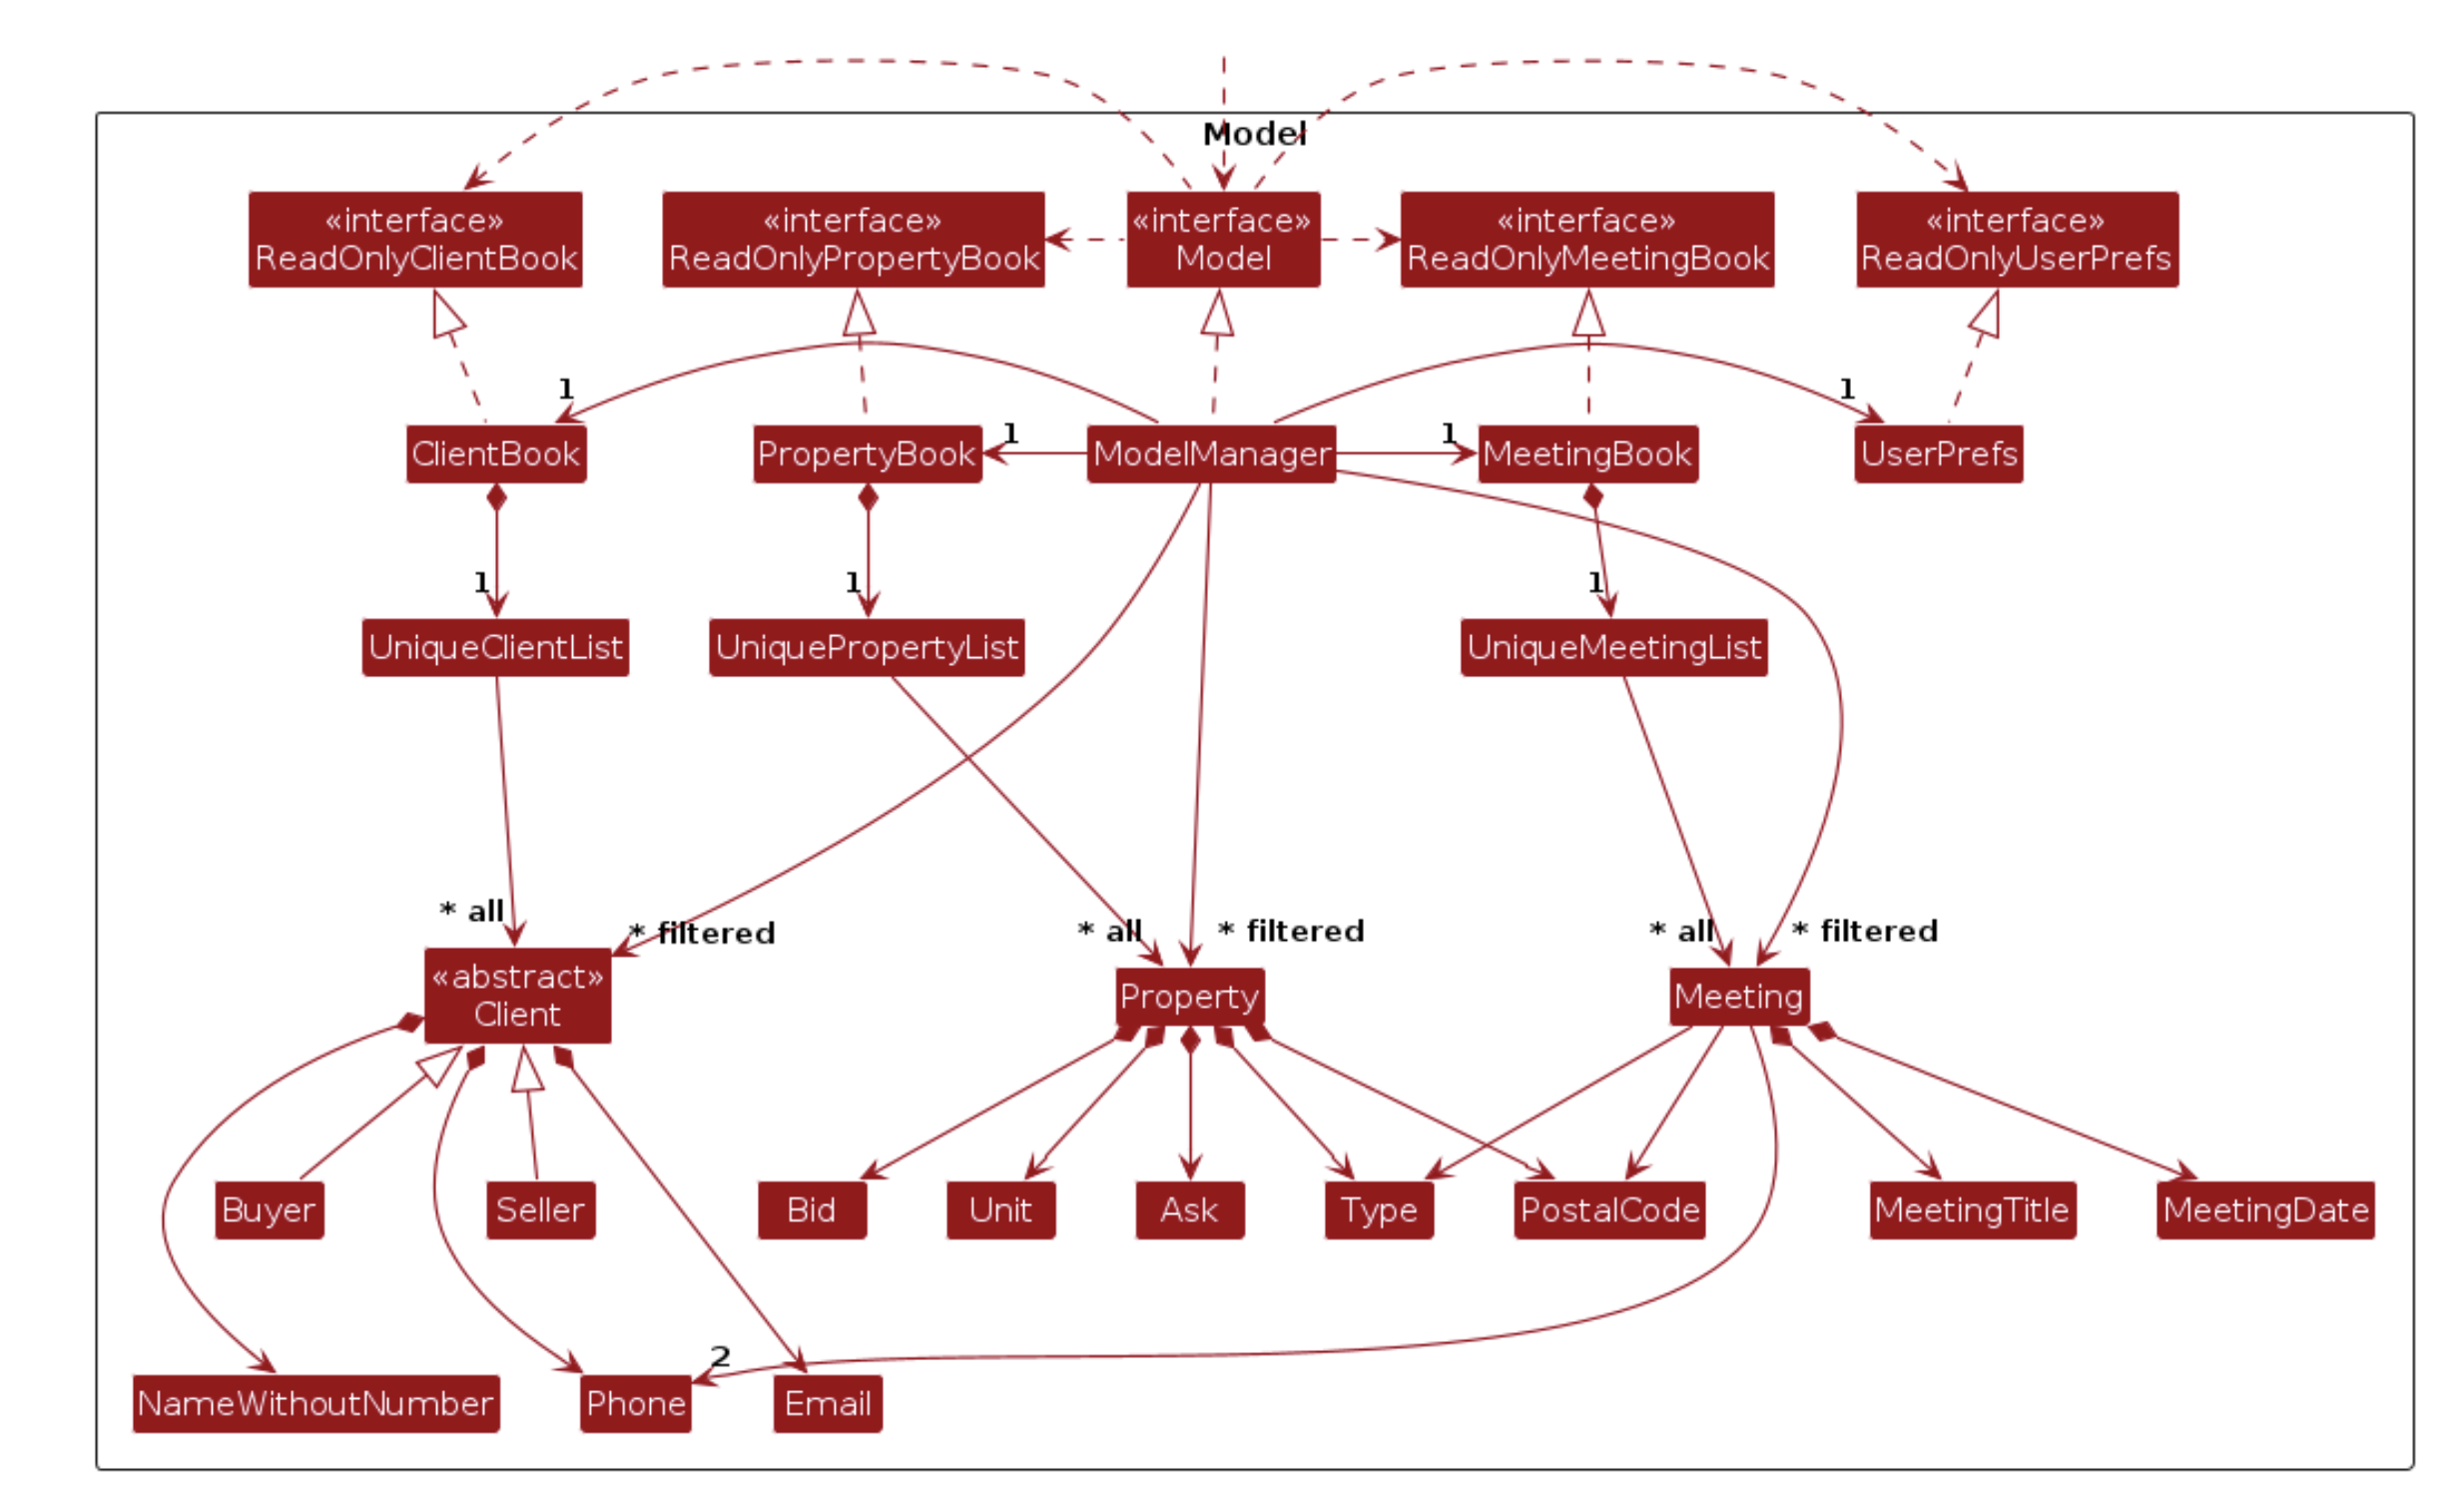 Model
«interface»
ReadOnlyClientBook
«interface»
ReadOnlyPropertyBook
«interface»
Model
«interface»
ReadOnlyMeetingBook
«interface»
ReadOnlyUserPrefs
1
1
1
1
ClientBook
PropertyBook
ModelManager
MeetingBook
UserPrefs
1
1
1
UniqueClientList
UniquePropertyList
UniqueMeetingList
* all
* filtered
* all
* filtered
* all
* filtered
«abstract»
Client
Property
Meeting
Buyer
Seller
Bid
Unit
Ask
Type
PostalCode
MeetingTitle
MeetingDate
2
NameWithoutNumber
Phone
Email